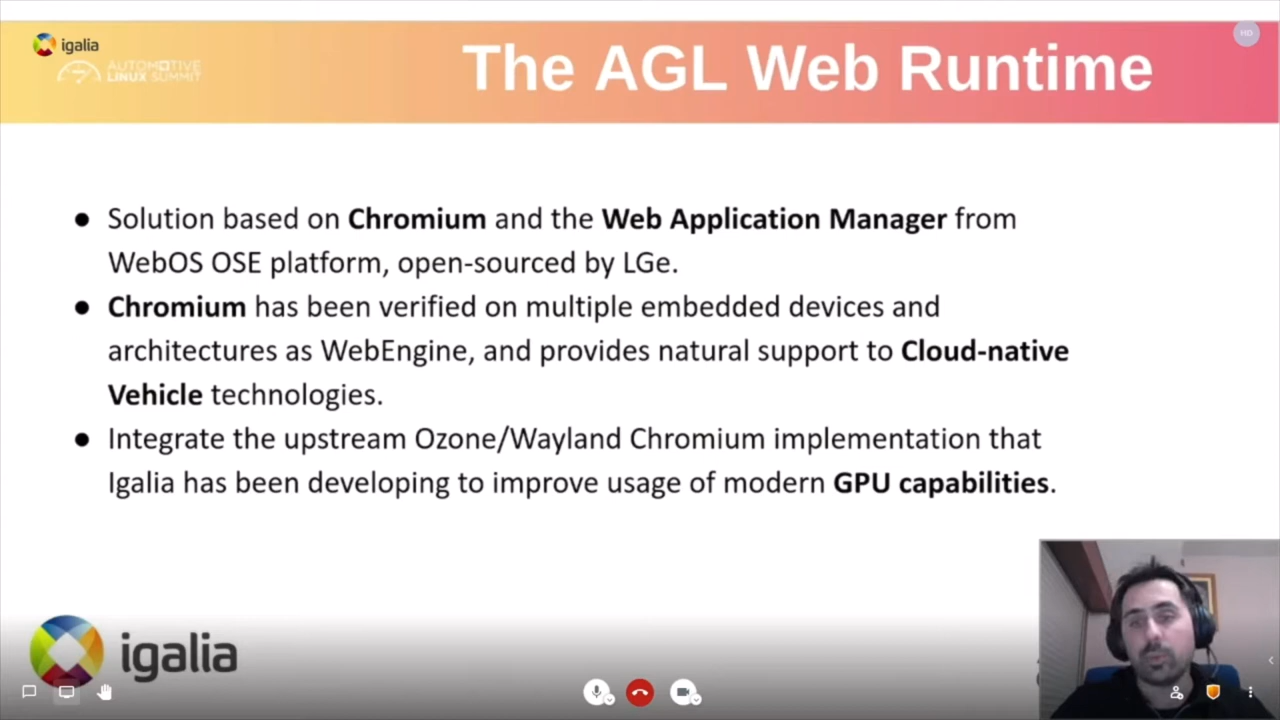 igalia
AUTOMOTIVE
LINUX SUMMIT
The AGL Web Runtime
HD
● Solution based on Chromium and the Web Application Manager from
WebOS OSE platform, open-sourced by LGe.
● Chromium has been verified on multiple embedded devices and
architectures as WebEngine, and provides natural support to Cloud-native
Vehicle technologies.
● Integrate the upstream Ozone/Wayland Chromium implementation that
Igalia has been developing to improve usage of modern GPU capabilities.
igalia